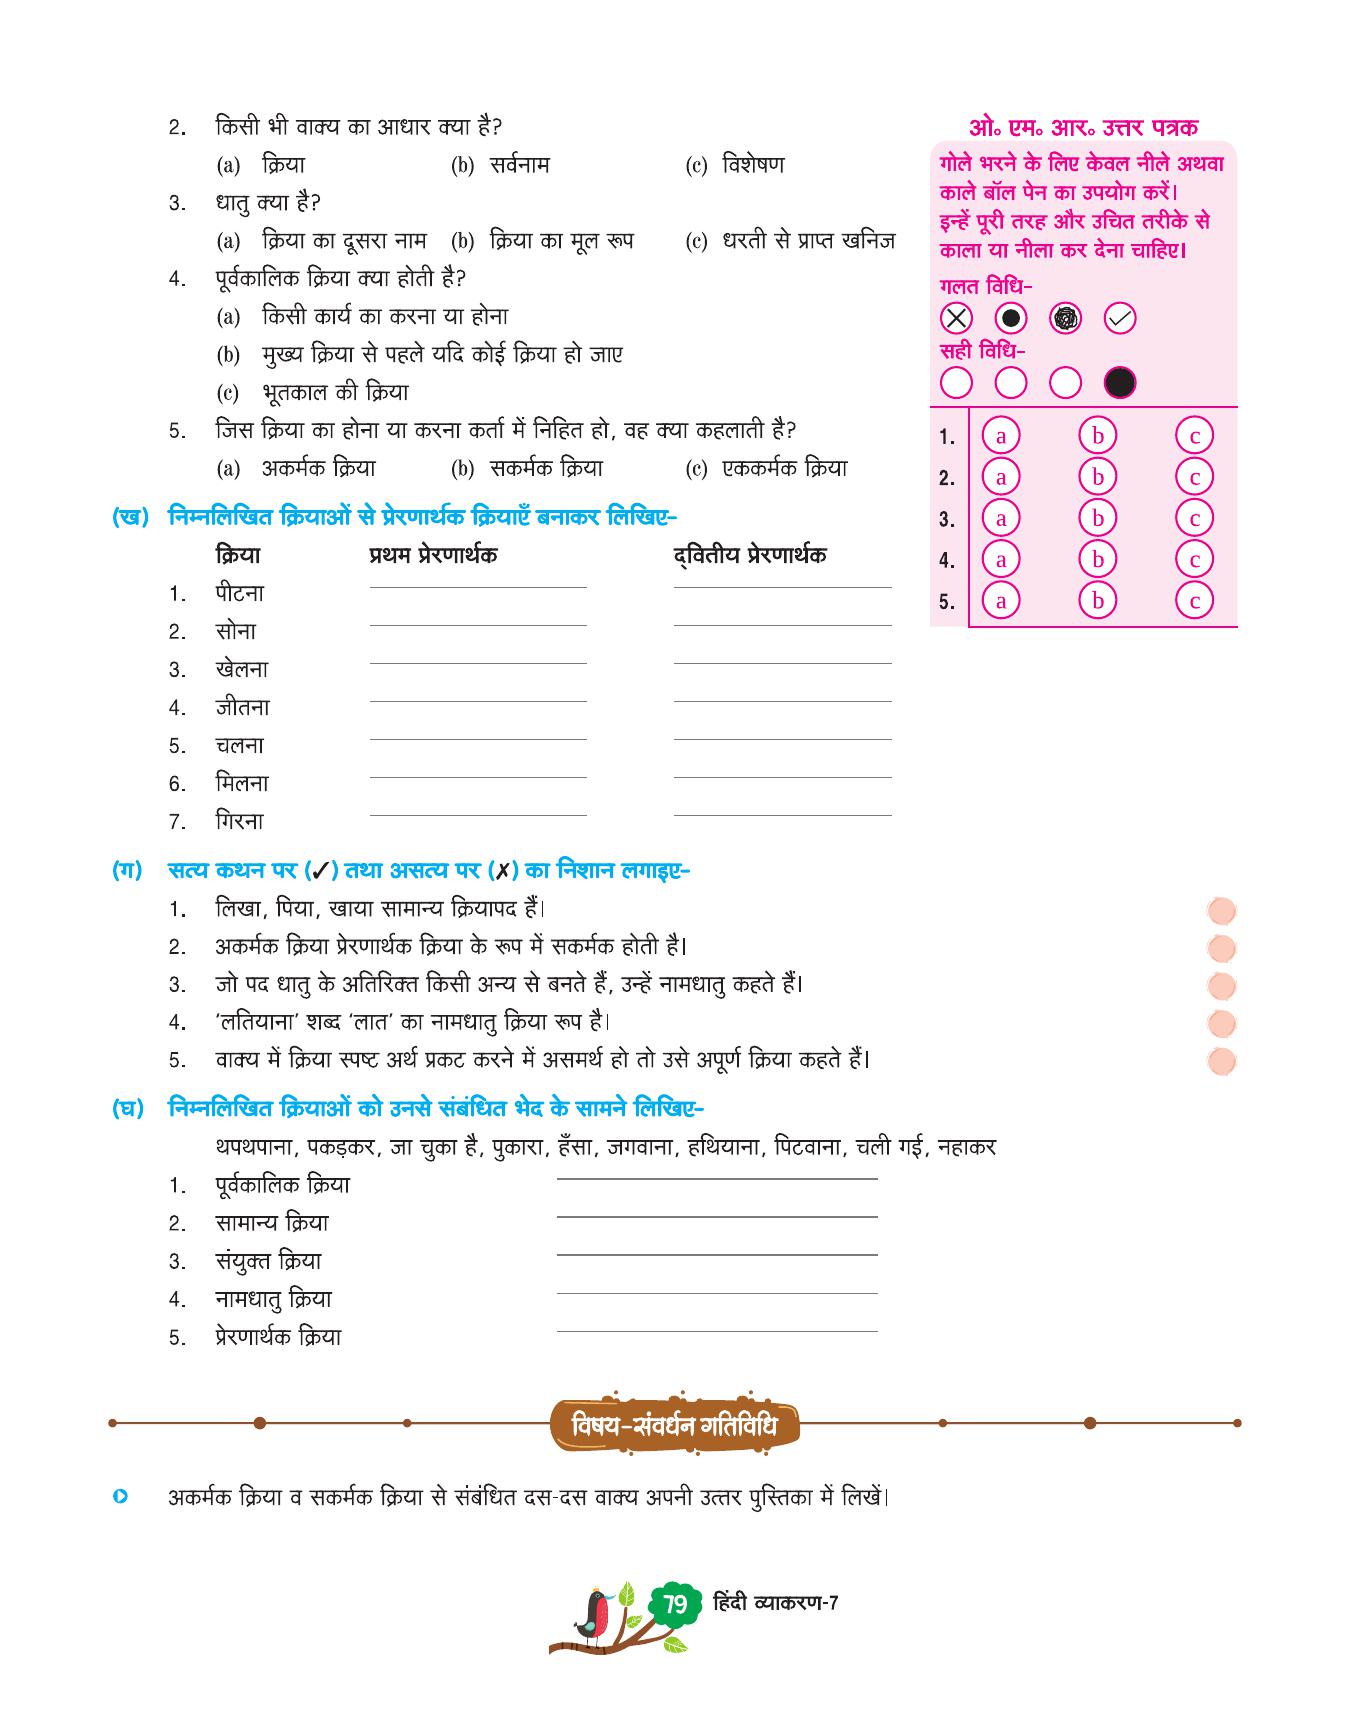 2. किसी भी वाक्य का आधार क्या है?
(a) क्रिया (b) सर्वनाम (c) विशेषण
3. धातु क्या है?
(a) क्रिया का दूसरा नाम (b) क्रिया का मूल रूप (c) धरती से प्राप्त खनिज
4. पूर्वकालिक क्रिया क्या होती है?
(a) किसी कार्य का करना या होना
(b) मुख्य क्रिया से पहले यदि कोई क्रिया हो जाए
(c) भूतकाल की क्रिया
5. जिस क्रिया का होना या करना कर्ता में निहित हो, वह क्या कहलाती है?
(a) अकर्मक क्रिया (b) सकर्मक क्रिया (c) एककर्मक क्रिया
ओ॰ एम॰ आर॰ उत्तर पत्रक
गोले भरने के लिए केवल नीले अथवा
काले बॉल पेन का उपयोग करें।
इन्हें पूरी तरह और उचित तरीके से
काला या नीला कर देना चाहिए।
गलत विधि-
सही विधि-
1. a b c
2. a b c
3. a b c
4. a b c
5. a b c
(ख) निम्नलिखित क्रियाओं से प्रेरणार्थक क्रियाएँ बनाकर लिखिए-
क्रिया प्रथम प्रेरणार्थक द्‌वितीय प्रेरणार्थक
1. पीटना
2. सोना
3. खेलना
4. जीतना
5. चलना
6. मिलना
7. गिरना
(ग) सत्य कथन पर (✓) तथा असत्य पर (✗) का निशान लगाइए-
1. लिखा, पिया, खाया सामान्य क्रियापद हैं।
2. अकर्मक क्रिया प्रेरणार्थक क्रिया के रूप में सकर्मक होती है।
3. जो पद धातु के अतिरिक्त किसी अन्य से बनते हैं, उन्हें नामधातु कहते हैं।
4. ‘लतियाना’ शब्द ‘लात’ का नामधातु क्रिया रूप है।
5. वाक्य में क्रिया स्पष्ट अर्थ प्रकट करने में असमर्थ हो तो उसे अपूर्ण क्रिया कहते हैं।
(घ) निम्नलिखित क्रियाओं को उनसे संबंधित भेद के सामने लिखिए-
थपथपाना, पकड़कर, जा चुका है, पुकारा, हँसा, जगवाना, हथियाना, पिटवाना, चली गई, नहाकर
1. पूर्वकालिक क्रिया
2. सामान्य क्रिया
3. संयुक्त क्रिया
4. नामधातु क्रिया
5. प्रेरणार्थक क्रिया
विषय-संवर्धन गतिविधि
अकर्मक क्रिया व सकर्मक क्रिया से संबंधित दस-दस वाक्य अपनी उत्तर पुस्तिका में लिखें।
79 हिंदी व्याकरण-7